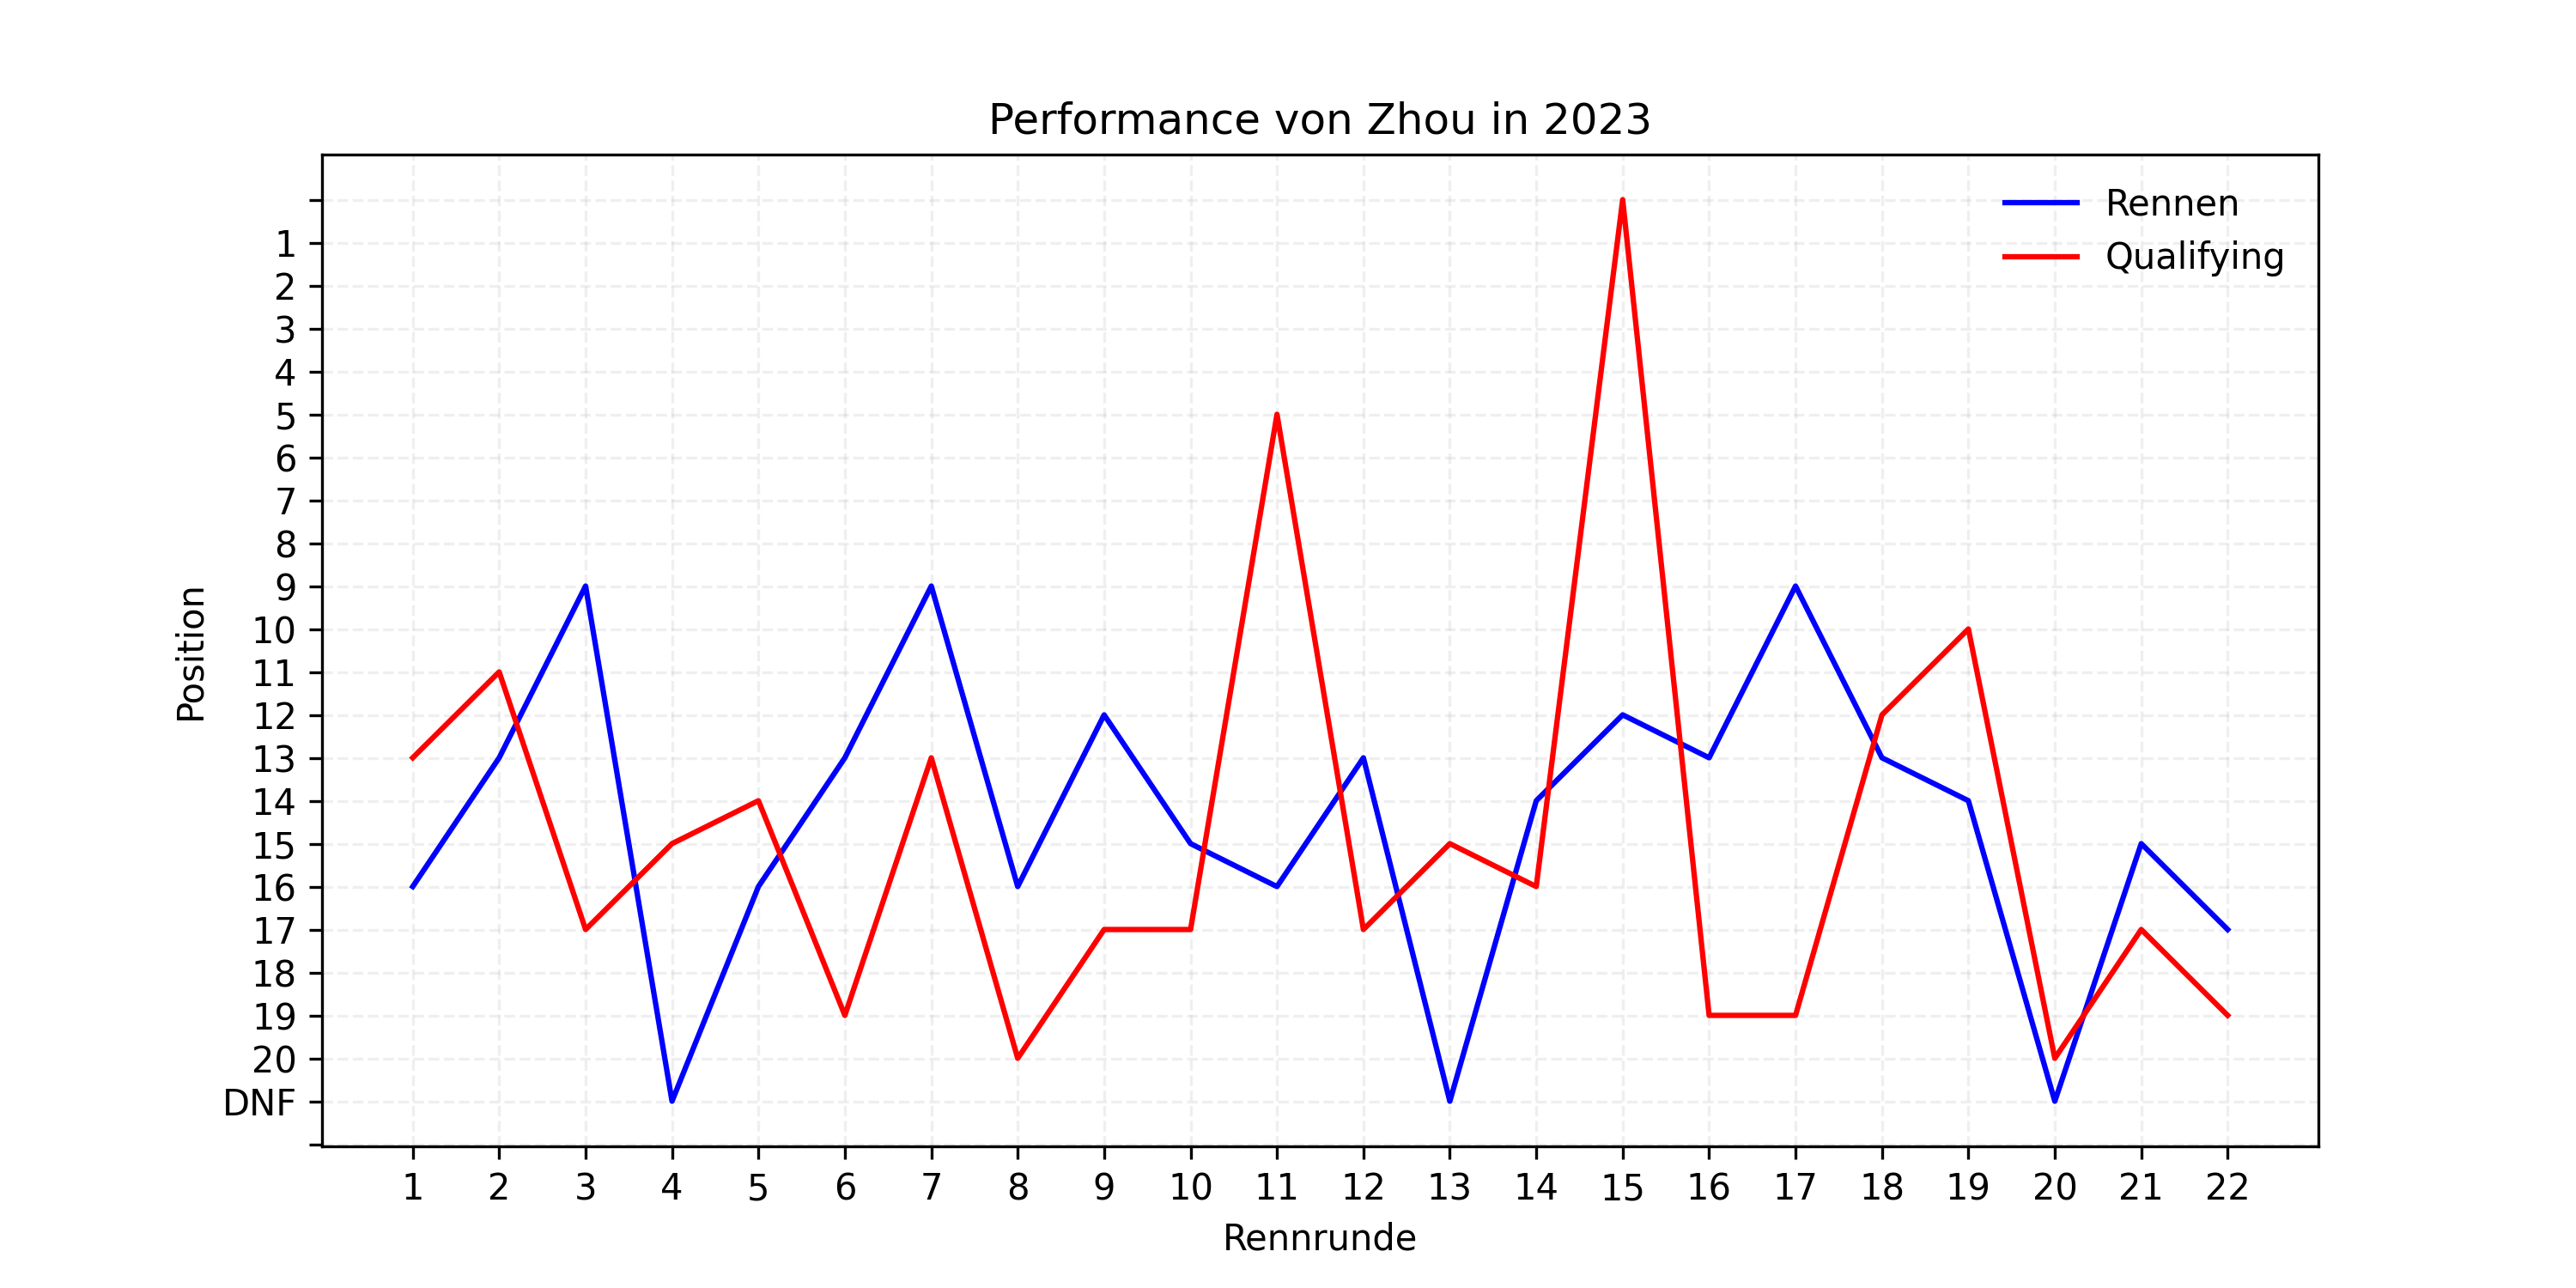 Performance von Zhou in 2023
Rennen
Qualifying
Position
1
2
3
4
5
6
7
8
9
10
11
12
13
14
15
16
17
18
19
20
DNF
1 2 3 4 5 6 7 8 9 10 11 12 13 14 15 16 17 18 19 20 21 22
Rennrunde